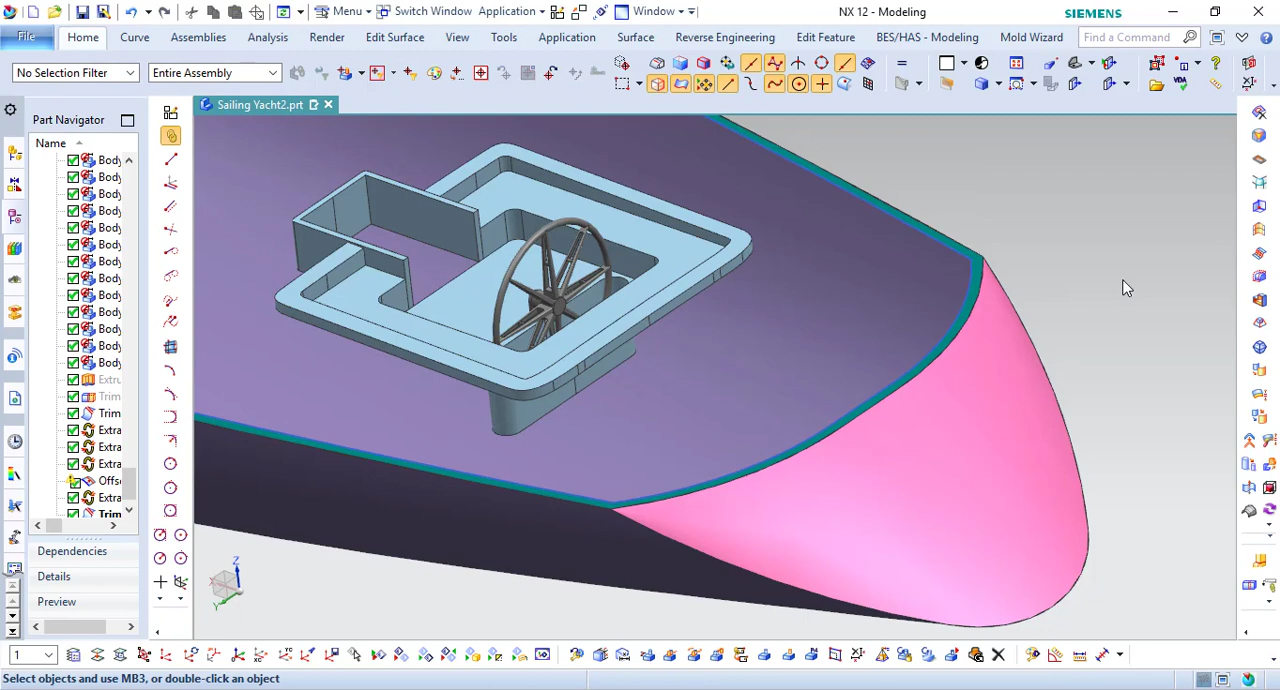 Menu
Switch Window
Application
Window
NX 12 - Modeling
SIEMENS
File
Home
Curve
Assemblies
Analysis
Render
Edit Surface
View
Tools
Application
Surface
Reverse Engineering
Edit Feature
BES/HAS - Modeling
Mold Wizard
Find a Command
No Selection Filter
Entire Assembly
VDA
Part Navigator
Sailing Yacht2.prt
Name
Body
Body
Body
Body
Body
Body
Body
Body
Body
Body
Body
Body
Body
Extru
Trim
Trim
Extra
Extra
Extra
Offse
Extra
Trim
Dependencies
Details
Preview
Z
X
Y
1
Select objects and use MB3, or double-click an object